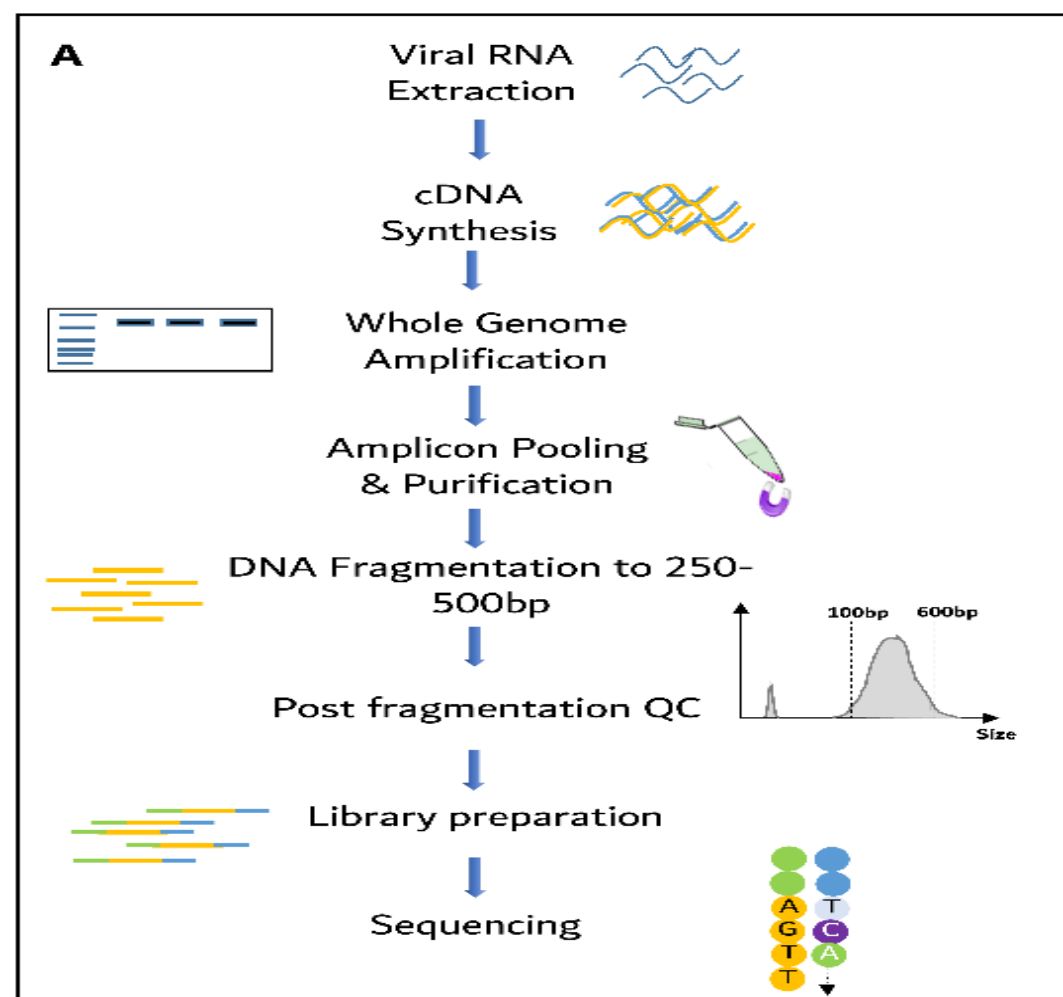 A
Viral RNA
Extraction
cDNA
Synthesis
Whole Genome
Amplification
Amplicon Pooling
& Purification
DNA Fragmentation to 250-
500bp
100bp 600bp
Post fragmentation QC
Size
Library preparation
Sequencing
A T
G C
T A
T